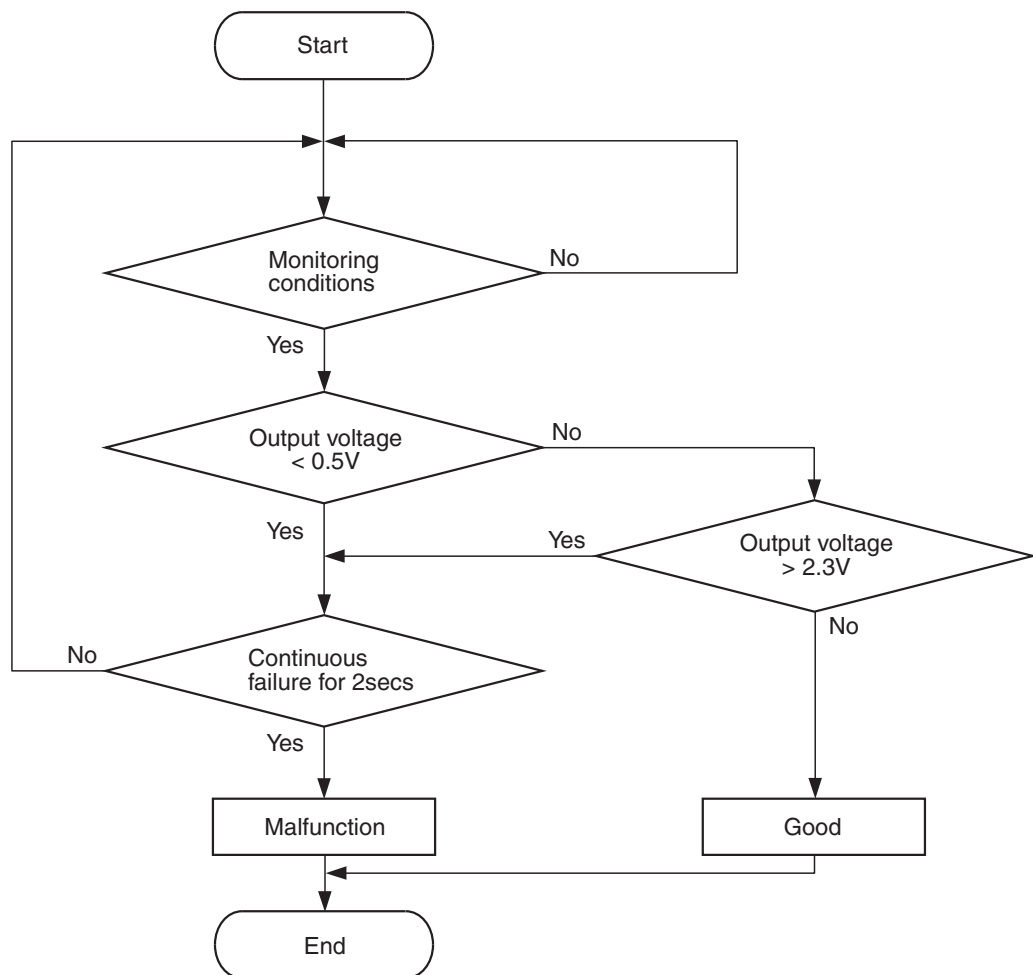 Start
Monitoring
conditions
No
Yes
Output voltage
< 0.5V
No
Yes
Yes
Output voltage
> 2.3V
No
No
Continuous
failure for 2secs
Yes
Malfunction
Good
End